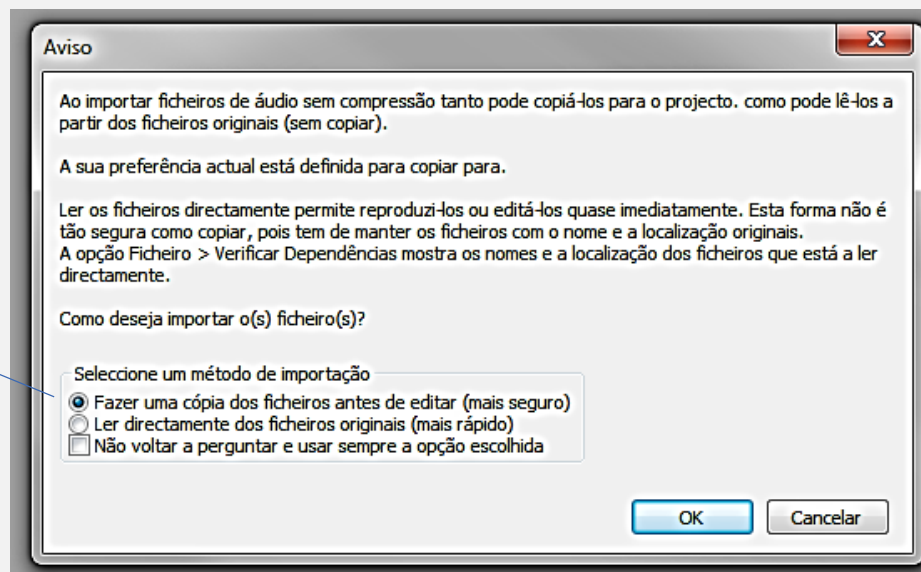 Aviso
Ao importar ficheiros de áudio sem compressão tanto pode copiá-los para o projecto. como pode lê-los a
partir dos ficheiros originais (sem copiar).
A sua preferência actual está definida para copiar para.
Ler os ficheiros directamente permite reproduzi-los ou editá-los quase imediatamente. Esta forma não é
tão segura como copiar, pois tem de manter os ficheiros com o nome e a localização originais.
A opção Ficheiro > Verificar Dependências mostra os nomes e a localização dos ficheiros que está a ler
directamente.
Como deseja importar o(s) ficheiro(s)?
Seleccione um método de importação
Fazer uma cópia dos ficheiros antes de editar (mais seguro)
Ler directamente dos ficheiros originais (mais rápido)
Não voltar a perguntar e usar sempre a opção escolhida
OK Cancelar